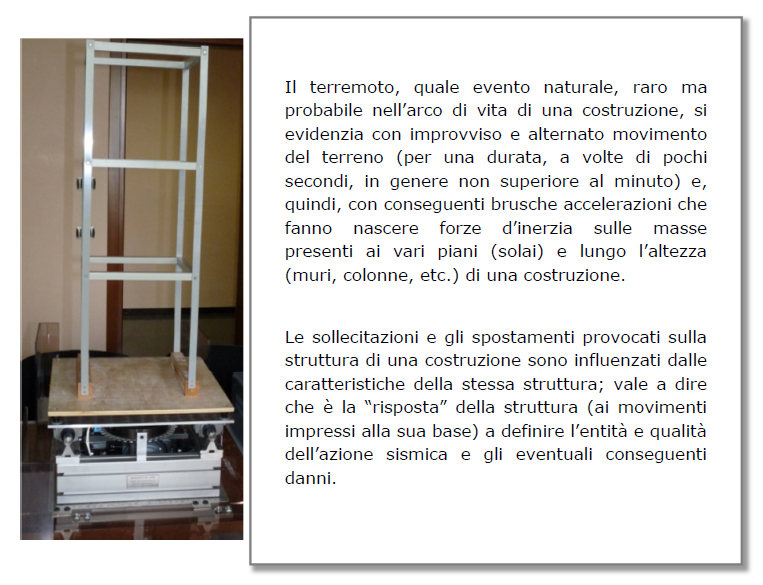 Il terremoto, quale evento naturale, raro ma
probabile nell’arco di vita di una costruzione, si
evidenzia con improvviso e alternato movimento
del terreno (per una durata, a volte di pochi
secondi, in genere non superiore al minuto) e,
quindi, con conseguenti brusche accelerazioni che
fanno nascere forze d’inerzia sulle masse
presenti ai vari piani (solai) e lungo l’altezza
(muri, colonne, etc.) di una costruzione.
Le sollecitazioni e gli spostamenti provocati sulla
struttura di una costruzione sono influenzati dalle
caratteristiche della stessa struttura; vale a dire
che è la “risposta” della struttura (ai movimenti
impressi alla sua base) a definire l’entità e qualità
dell’azione sismica e gli eventuali conseguenti
danni.